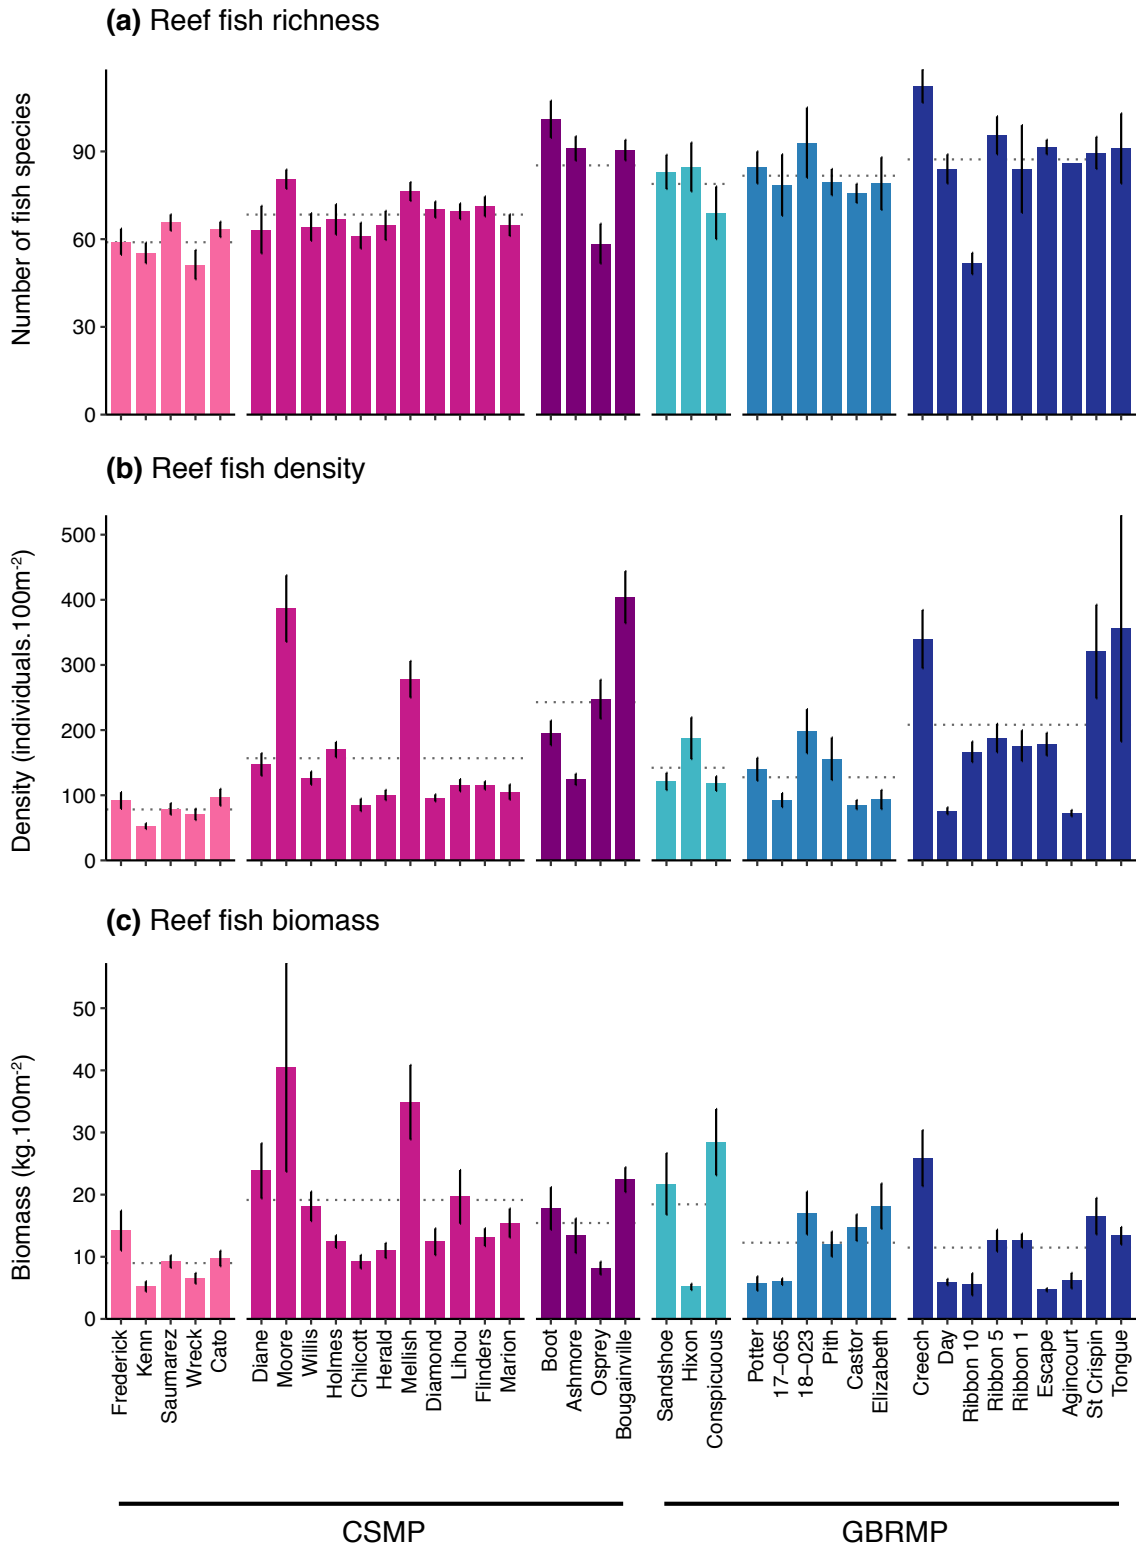 (a) Reef fish richness
Number of fish species
90
60
30
0
(b) Reef fish density
Density (individuals.100m⁻²)
500
400
300
200
100
0
(c) Reef fish biomass
Biomass (kg.100m⁻²)
50
40
30
20
10
0
Frederick
Kenn
Saumarez
Wreck
Cato
Diane
Moore
Willis
Holmes
Chilcott
Herald
Mellish
Diamond
Lihou
Flinders
Marion
Boot
Ashmore
Osprey
Bougainville
Sandshoe
Hixon
Conspicuous
Potter
17−065
18−023
Pith
Castor
Elizabeth
Creech
Day
Ribbon 10
Ribbon 5
Ribbon 1
Escape
Agincourt
St Crispin
Tongue
CSMP
GBRMP